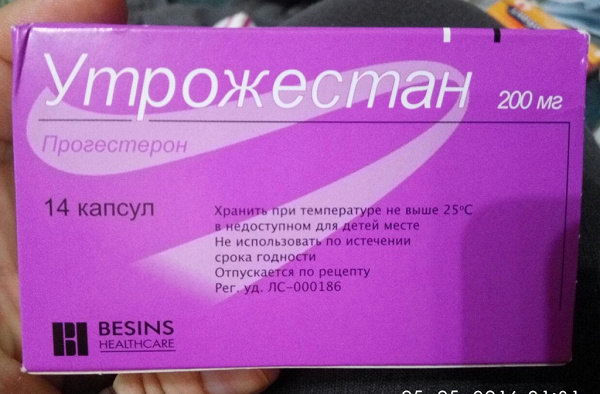 Утрожестан 200 мг
Прогестерон
14 капсул
Хранить при температуре не выше 25°C
в недоступном для детей месте
Не использовать по истечении
срока годности
Отпускается по рецепту
Рег. уд. ЛС-000186
BESINS
HEALTHCARE